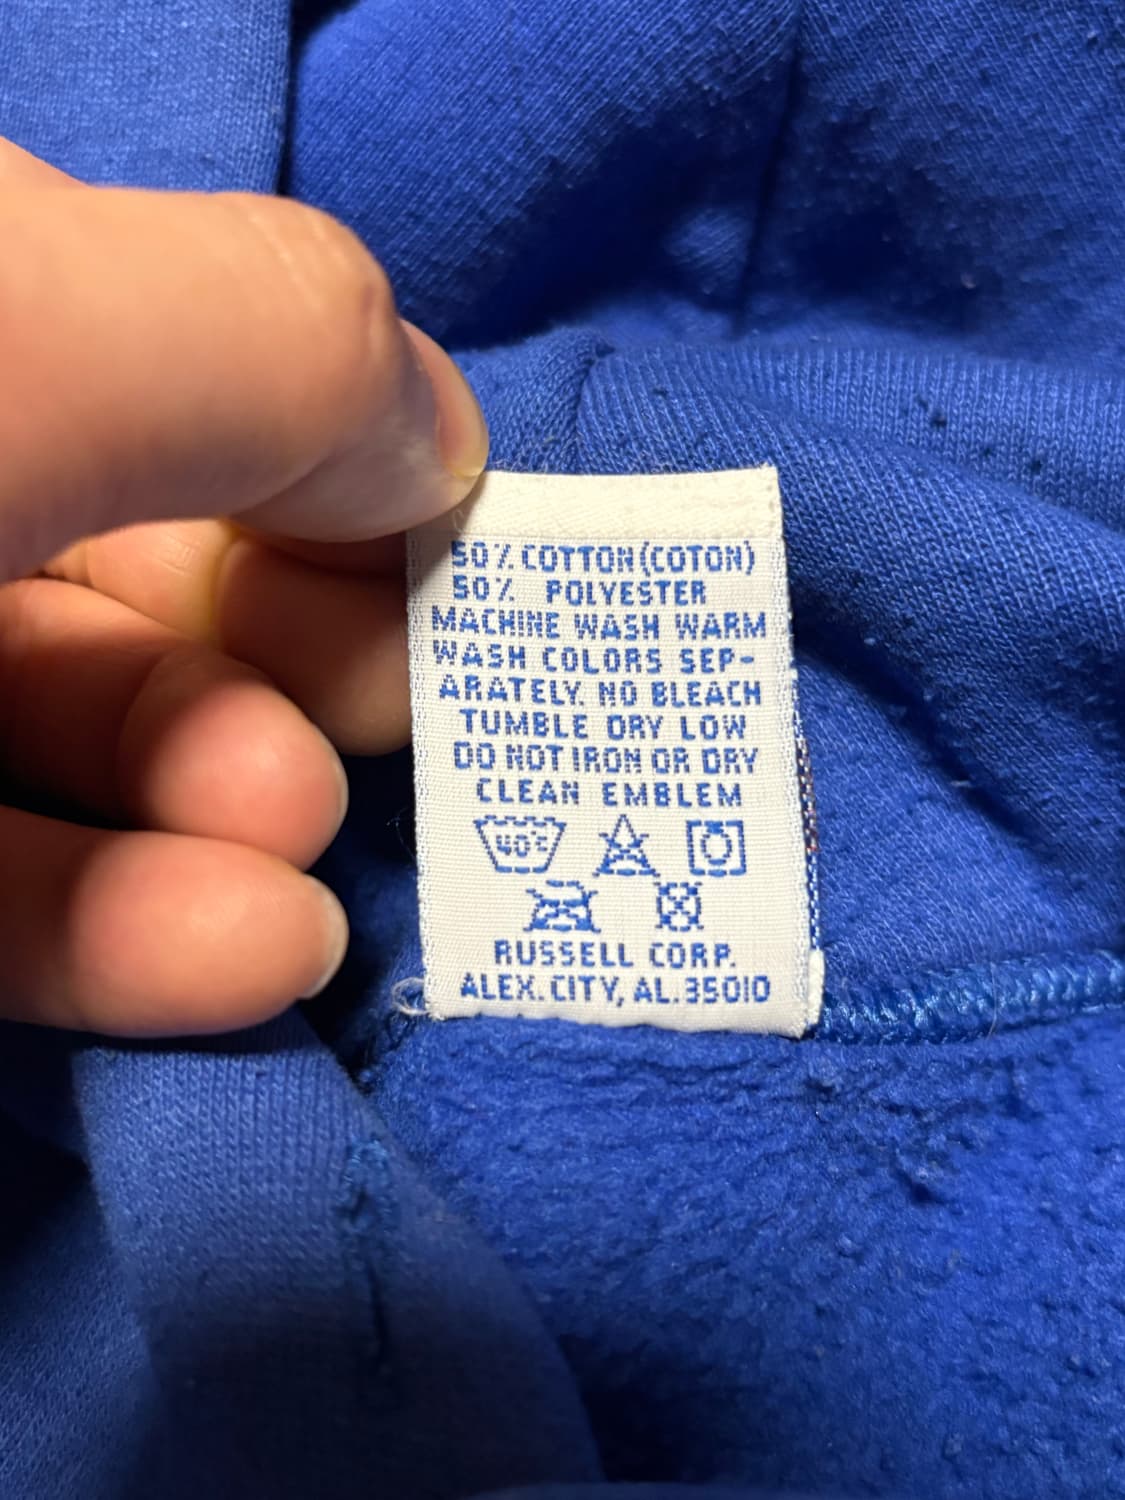 50% COTTON(COTON)
50% POLYESTER
MACHINE WASH WARM
WASH COLORS SEP-
ARATELY. NO BLEACH
TUMBLE DRY LOW
DO NOT IRON OR DRY
CLEAN EMBLEM
40°C
RUSSELL CORP.
ALEX. CITY, AL. 35010